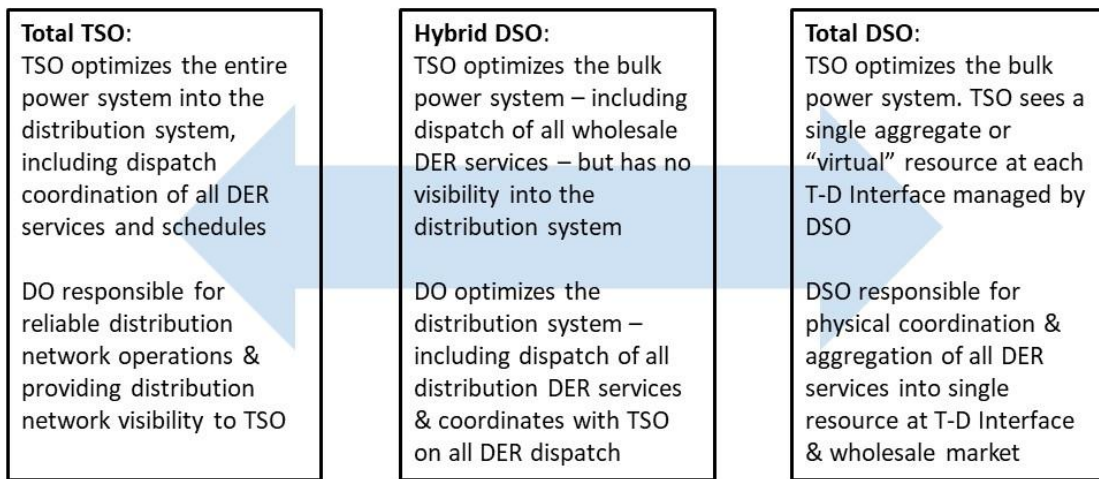 Total TSO:
TSO optimizes the entire
power system into the
distribution system,
including dispatch
coordination of all DER
services and schedules
DO responsible for
reliable distribution
network operations &
providing distribution
network visibility to TSO
Hybrid DSO:
TSO optimizes the bulk
power system – including
dispatch of all wholesale
DER services – but has no
visibility into the
distribution system
DO optimizes the
distribution system –
including dispatch of all
distribution DER services
& coordinates with TSO
on all DER dispatch
Total DSO:
TSO optimizes the bulk
power system. TSO sees a
single aggregate or
“virtual” resource at each
T-D Interface managed by
DSO
DSO responsible for
physical coordination &
aggregation of all DER
services into single
resource at T-D Interface
& wholesale market